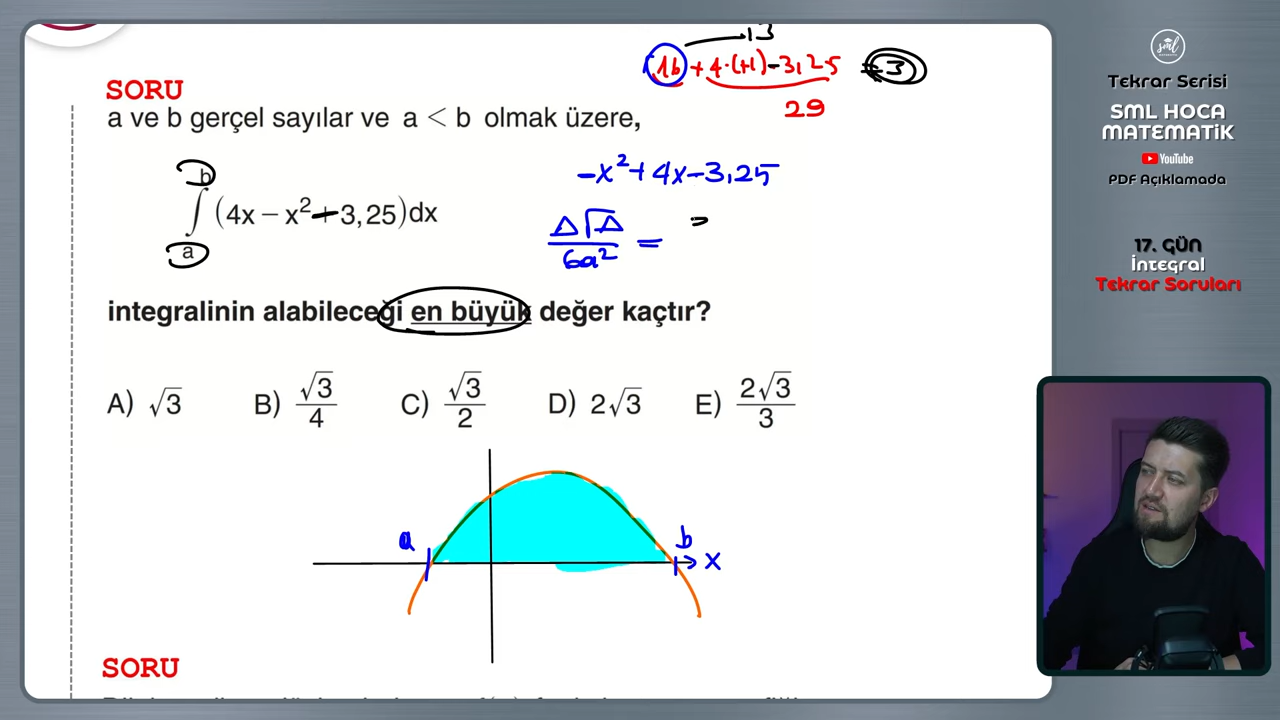 13
16 + 4·(+1) - 3,25 = 3
29
SORU
a ve b gerçel sayılar ve a < b olmak üzere,
-x² + 4x - 3,25
b
∫ (4x - x² - 3,25) dx
a
Δ√Δ / 6a² =
integralinin alabileceği en büyük değer kaçtır?
A) √3 B) √3/4 C) √3/2 D) 2√3 E) 2√3/3
a b x
SORU
sml
Tekrar Serisi
SML HOCA
MATEMATİK
YouTube
PDF Açıklamada
17. GÜN
İntegral
Tekrar Soruları